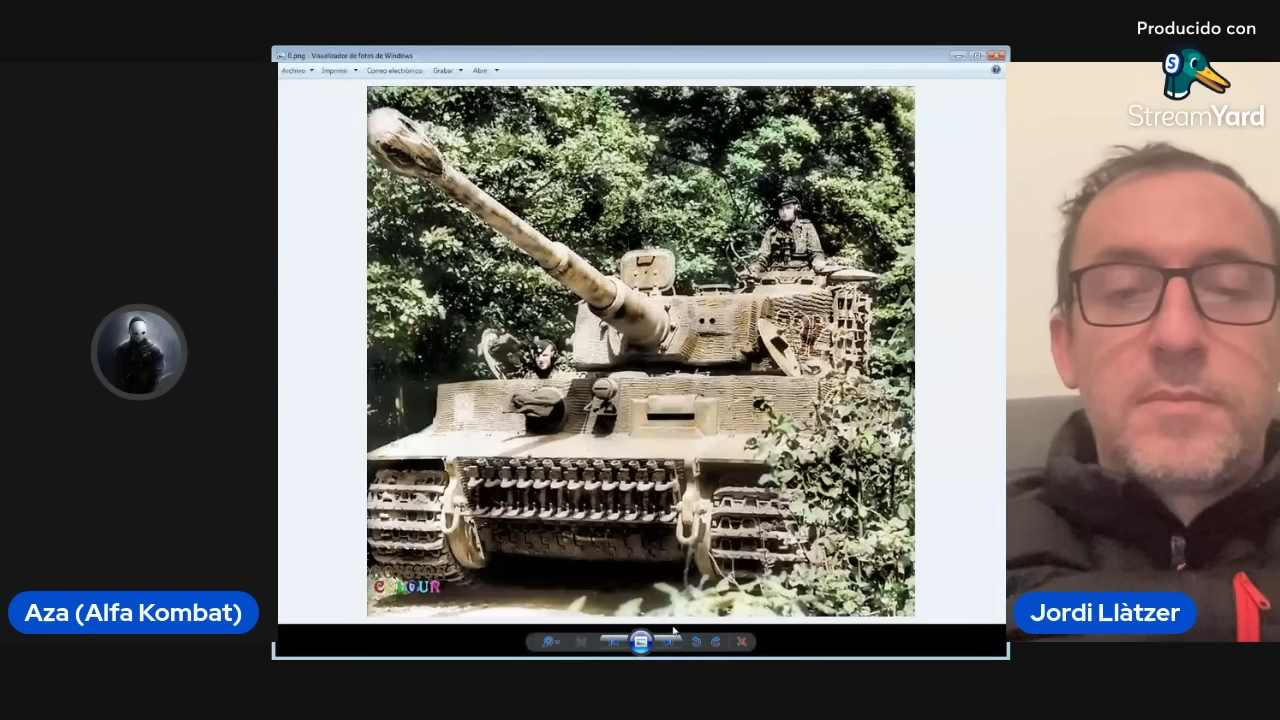 Producido con
StreamYard
0.png - Visualizador de fotos de Windows
Archivo Imprimir Correo electrónico Grabar Abrir
COLOUR
Aza (Alfa Kombat)
Jordi Llàtzer